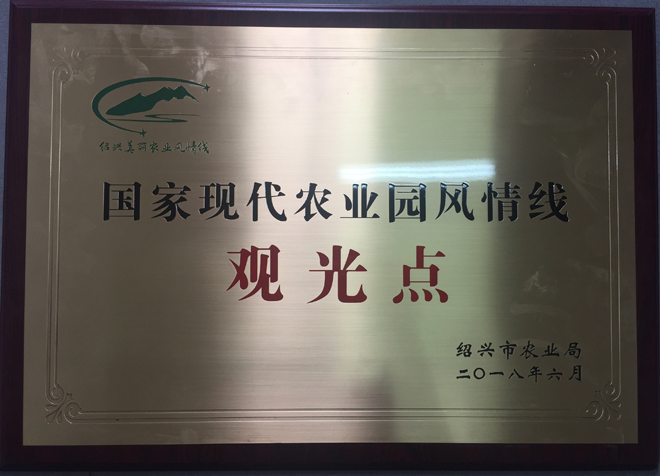 绍兴美丽农业风情线
国家现代农业园风情线
观光点
绍兴市农业局
二〇一八年六月